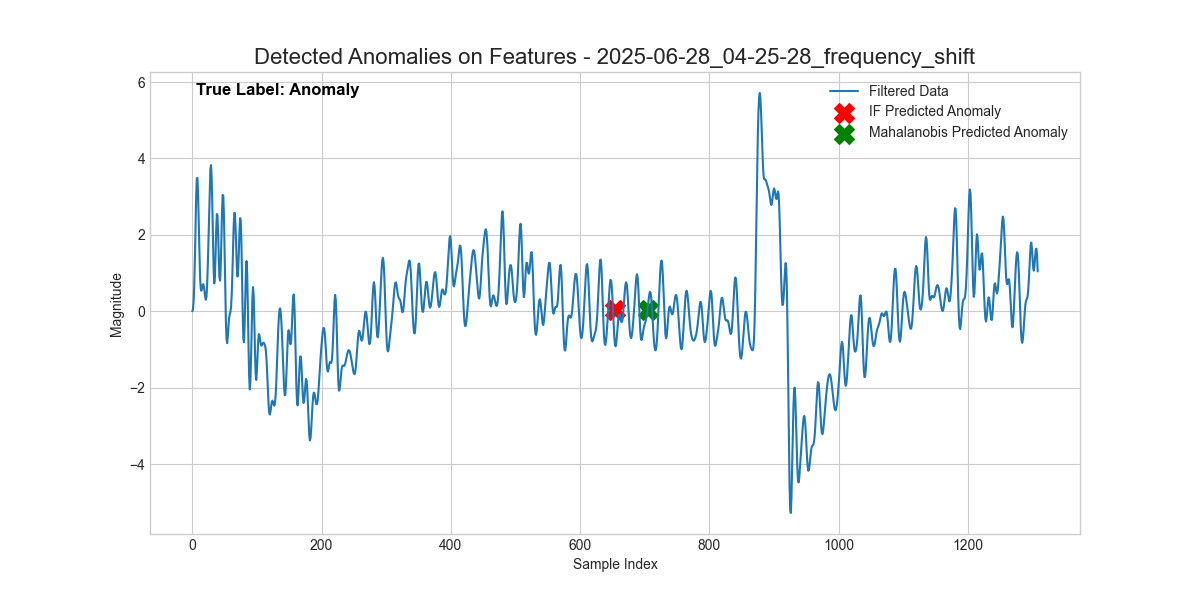 Detected Anomalies on Features - 2025-06-28_04-25-28_frequency_shift
True Label: Anomaly
Filtered Data
IF Predicted Anomaly
Mahalanobis Predicted Anomaly
Magnitude
6
4
2
0
−2
−4
0 200 400 600 800 1000 1200
Sample Index